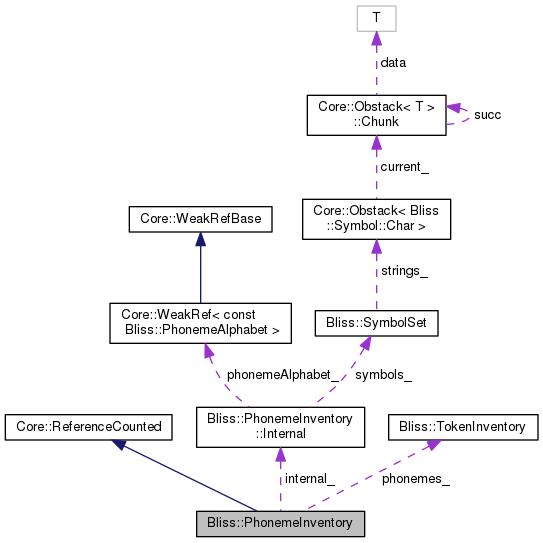 T
data
Core::Obstack< T >
::Chunk
succ
current_
Core::WeakRefBase
Core::Obstack< Bliss
::Symbol::Char >
strings_
Core::WeakRef< const
Bliss::PhonemeAlphabet >
Bliss::SymbolSet
phonemeAlphabet_
symbols_
Core::ReferenceCounted
Bliss::PhonemeInventory
::Internal
Bliss::TokenInventory
internal_
phonemes_
Bliss::PhonemeInventory